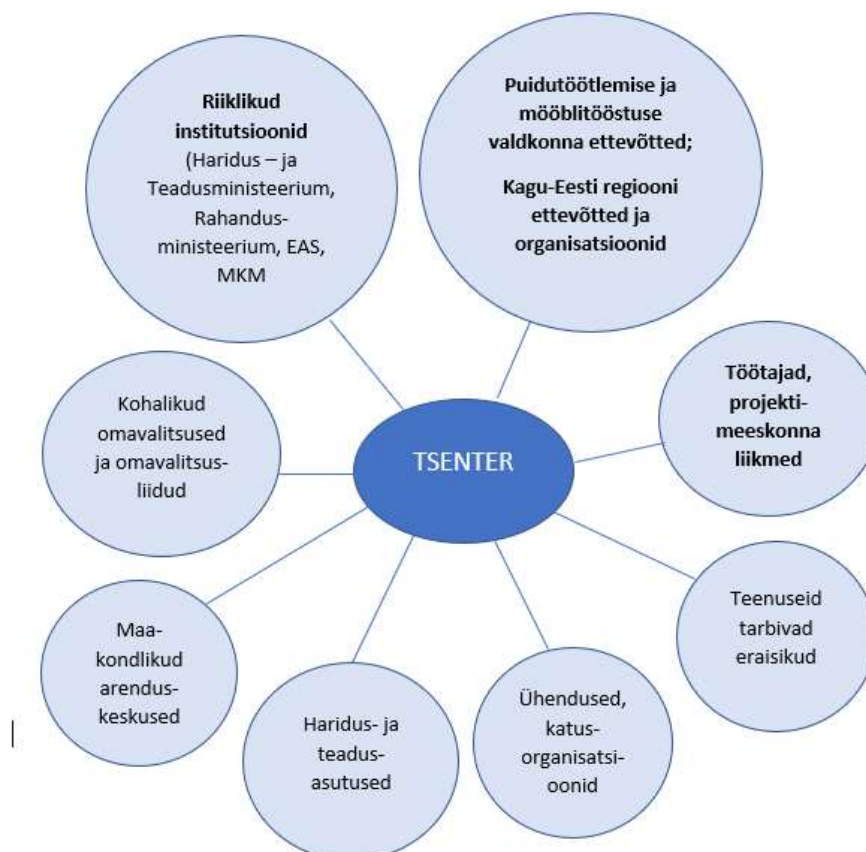 Riiklikud
institutsioonid
(Haridus – ja
Teadusministeerium,
Rahandus-
ministeerium, EAS,
MKM
Puidutöötlemise ja
mööblitööstuse
valdkonna ettevõtted;
Kagu-Eesti regiooni
ettevõtted ja
organisatsioonid
Kohalikud
omavalitsused
ja omavalitsus-
liidud
TSENTER
Töötajad,
projekti-
meeskonna
liikmed
Maa-
kondlikud
arendus-
keskused
Haridus- ja
teadus-
asutused
Ühendused,
katus-
organisatsi-
oonid
Teenuseid
tarbivad
eraisikud